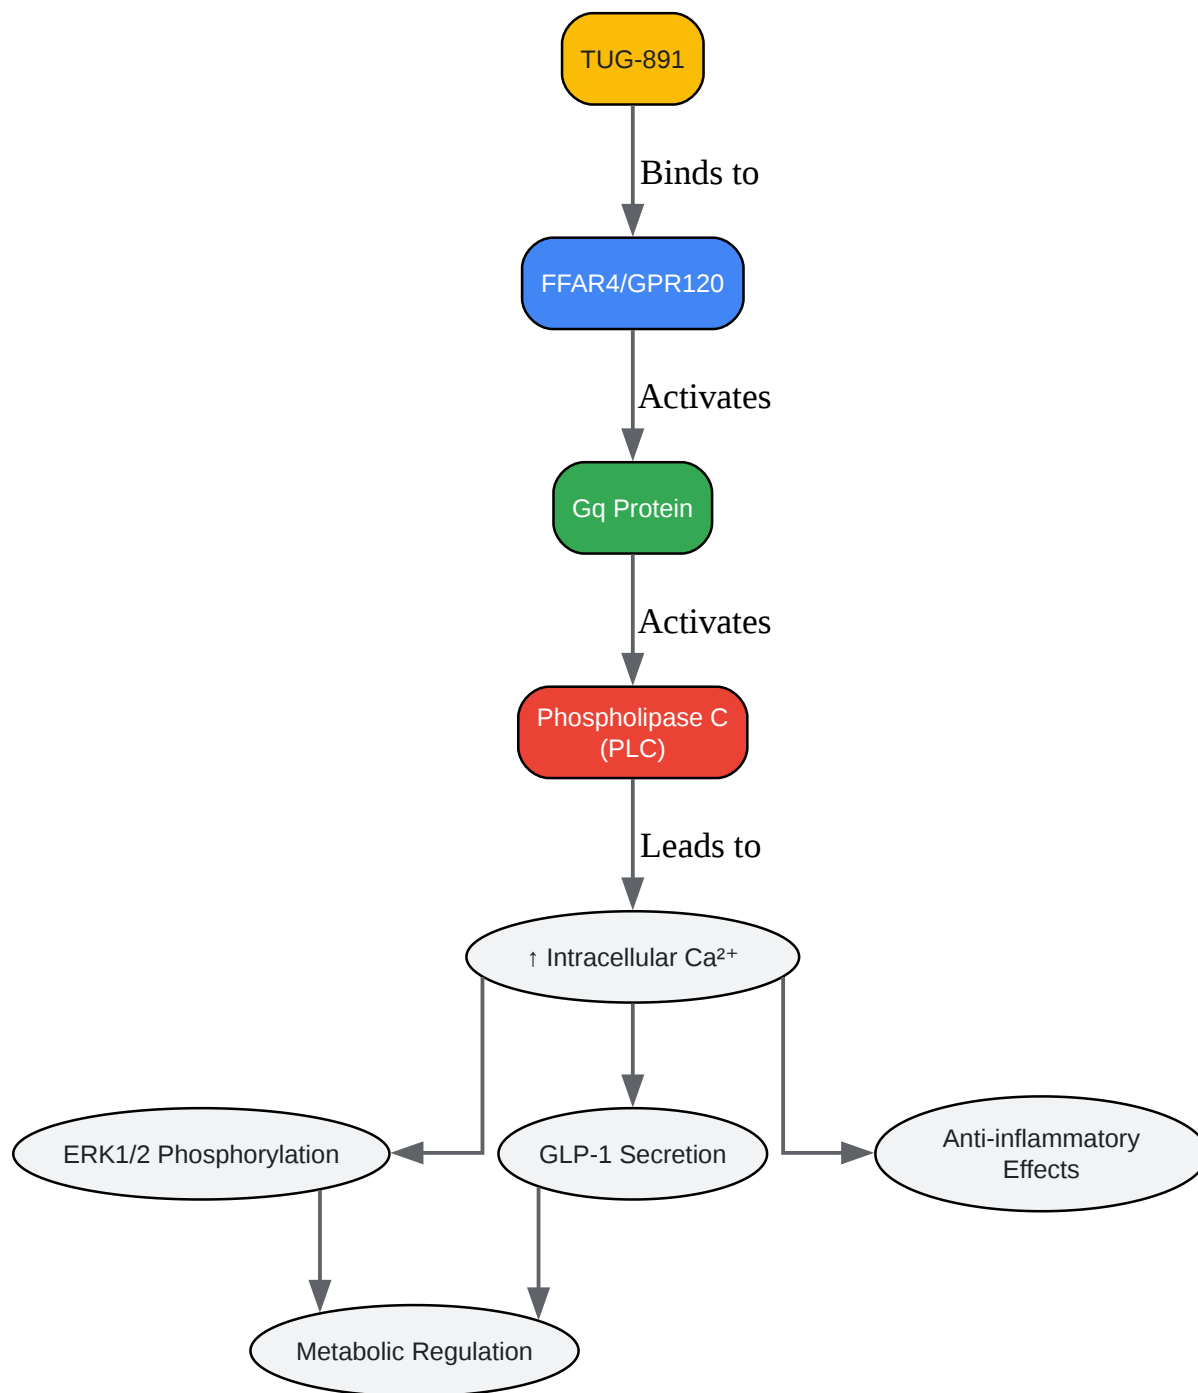 TUG-891
Binds to
FFAR4/GPR120
Activates
Gq Protein
Activates
Phospholipase C
(PLC)
Leads to
↑ Intracellular Ca²⁺
ERK1/2 Phosphorylation
GLP-1 Secretion
Anti-inflammatory
Effects
Metabolic Regulation